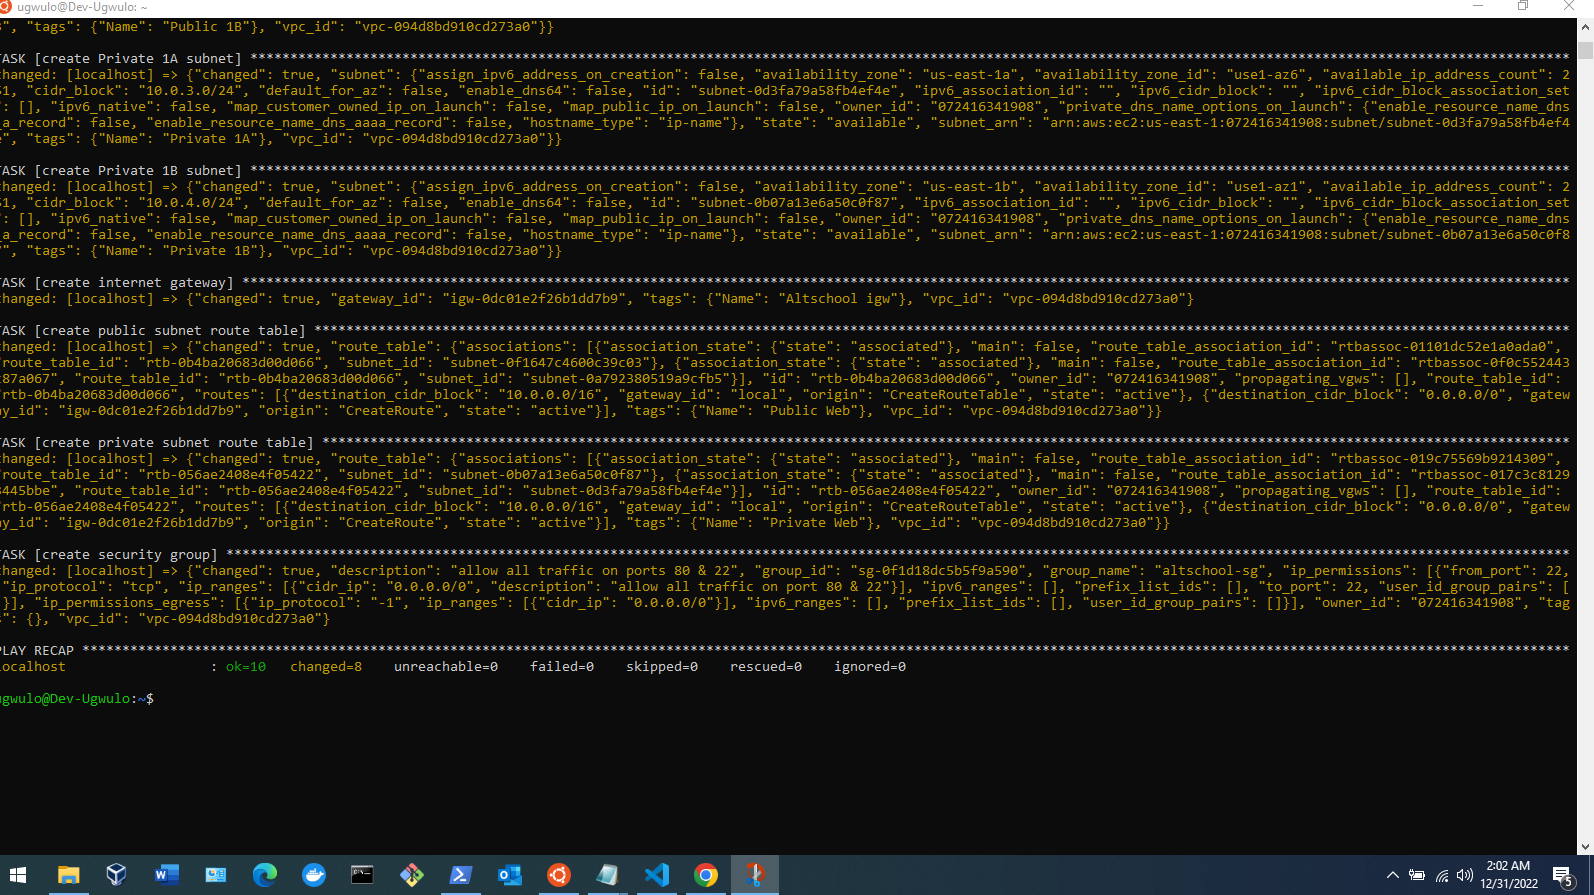 ugwulo@Dev-Ugwulo: ~
", "tags": {"Name": "Public 1B"}, "vpc_id": "vpc-094d8bd910cd273a0"}}
TASK [create Private 1A subnet] ****************************************************************************************************************************************************************
changed: [localhost] => {"changed": true, "subnet": {"assign_ipv6_address_on_creation": false, "availability_zone": "us-east-1a", "availability_zone_id": "use1-az6", "available_ip_address_count": 2
51, "cidr_block": "10.0.3.0/24", "default_for_az": false, "enable_dns64": false, "id": "subnet-0d3fa79a58fb4ef4e", "ipv6_association_id": "", "ipv6_cidr_block": "", "ipv6_cidr_block_association_set
": [], "ipv6_native": false, "map_customer_owned_ip_on_launch": false, "map_public_ip_on_launch": false, "owner_id": "072416341908", "private_dns_name_options_on_launch": {"enable_resource_name_dns
_a_record": false, "enable_resource_name_dns_aaaa_record": false, "hostname_type": "ip-name"}, "state": "available", "subnet_arn": "arn:aws:ec2:us-east-1:072416341908:subnet/subnet-0d3fa79a58fb4ef4
e", "tags": {"Name": "Private 1A"}, "vpc_id": "vpc-094d8bd910cd273a0"}}
TASK [create Private 1B subnet] ****************************************************************************************************************************************************************
changed: [localhost] => {"changed": true, "subnet": {"assign_ipv6_address_on_creation": false, "availability_zone": "us-east-1b", "availability_zone_id": "use1-az1", "available_ip_address_count": 2
51, "cidr_block": "10.0.4.0/24", "default_for_az": false, "enable_dns64": false, "id": "subnet-0b07a13e6a50c0f87", "ipv6_association_id": "", "ipv6_cidr_block": "", "ipv6_cidr_block_association_set
": [], "ipv6_native": false, "map_customer_owned_ip_on_launch": false, "map_public_ip_on_launch": false, "owner_id": "072416341908", "private_dns_name_options_on_launch": {"enable_resource_name_dns
_a_record": false, "enable_resource_name_dns_aaaa_record": false, "hostname_type": "ip-name"}, "state": "available", "subnet_arn": "arn:aws:ec2:us-east-1:072416341908:subnet/subnet-0b07a13e6a50c0f8
", "tags": {"Name": "Private 1B"}, "vpc_id": "vpc-094d8bd910cd273a0"}}
TASK [create internet gateway] *****************************************************************************************************************************************************************
changed: [localhost] => {"changed": true, "gateway_id": "igw-0dc01e2f26b1dd7b9", "tags": {"Name": "Altschool igw"}, "vpc_id": "vpc-094d8bd910cd273a0"}
TASK [create public subnet route table] ********************************************************************************************************************************************************
changed: [localhost] => {"changed": true, "route_table": {"associations": [{"association_state": {"state": "associated"}, "main": false, "route_table_association_id": "rtbassoc-01101dc52e1a0ada0",
"route_table_id": "rtb-0b4ba20683d00d066", "subnet_id": "subnet-0f1647c4600c39c03"}, {"association_state": {"state": "associated"}, "main": false, "route_table_association_id": "rtbassoc-0f0c552443
87a067", "route_table_id": "rtb-0b4ba20683d00d066", "subnet_id": "subnet-0a792380519a9cfb5"}], "id": "rtb-0b4ba20683d00d066", "owner_id": "072416341908", "propagating_vgws": [], "route_table_id":
"rtb-0b4ba20683d00d066", "routes": [{"destination_cidr_block": "10.0.0.0/16", "gateway_id": "local", "origin": "CreateRouteTable", "state": "active"}, {"destination_cidr_block": "0.0.0.0/0", "gatew
ay_id": "igw-0dc01e2f26b1dd7b9", "origin": "CreateRoute", "state": "active"}], "tags": {"Name": "Public Web"}, "vpc_id": "vpc-094d8bd910cd273a0"}}
TASK [create private subnet route table] *******************************************************************************************************************************************************
changed: [localhost] => {"changed": true, "route_table": {"associations": [{"association_state": {"state": "associated"}, "main": false, "route_table_association_id": "rtbassoc-019c75569b9214309",
"route_table_id": "rtb-056ae2408e4f05422", "subnet_id": "subnet-0b07a13e6a50c0f87"}, {"association_state": {"state": "associated"}, "main": false, "route_table_association_id": "rtbassoc-017c3c8129
445bbe", "route_table_id": "rtb-056ae2408e4f05422", "subnet_id": "subnet-0d3fa79a58fb4ef4e"}], "id": "rtb-056ae2408e4f05422", "owner_id": "072416341908", "propagating_vgws": [], "route_table_id":
"rtb-056ae2408e4f05422", "routes": [{"destination_cidr_block": "10.0.0.0/16", "gateway_id": "local", "origin": "CreateRouteTable", "state": "active"}, {"destination_cidr_block": "0.0.0.0/0", "gatew
ay_id": "igw-0dc01e2f26b1dd7b9", "origin": "CreateRoute", "state": "active"}], "tags": {"Name": "Private Web"}, "vpc_id": "vpc-094d8bd910cd273a0"}}
TASK [create security group] *******************************************************************************************************************************************************************
changed: [localhost] => {"changed": true, "description": "allow all traffic on ports 80 & 22", "group_id": "sg-0f1d18dc5b5f9a590", "group_name": "altschool-sg", "ip_permissions": [{"from_port": 22,
"ip_protocol": "tcp", "ip_ranges": [{"cidr_ip": "0.0.0.0/0", "description": "allow all traffic on port 80 & 22"}], "ipv6_ranges": [], "prefix_list_ids": [], "to_port": 22, "user_id_group_pairs": [
}], "ip_permissions_egress": [{"ip_protocol": "-1", "ip_ranges": [{"cidr_ip": "0.0.0.0/0"}], "ipv6_ranges": [], "prefix_list_ids": [], "user_id_group_pairs": []}], "owner_id": "072416341908", "tag
s": {}, "vpc_id": "vpc-094d8bd910cd273a0"}
PLAY RECAP *************************************************************************************************************************************************************************************
localhost : ok=10 changed=8 unreachable=0 failed=0 skipped=0 rescued=0 ignored=0
ugwulo@Dev-Ugwulo:~$
2:02 AM
12/31/2022
5